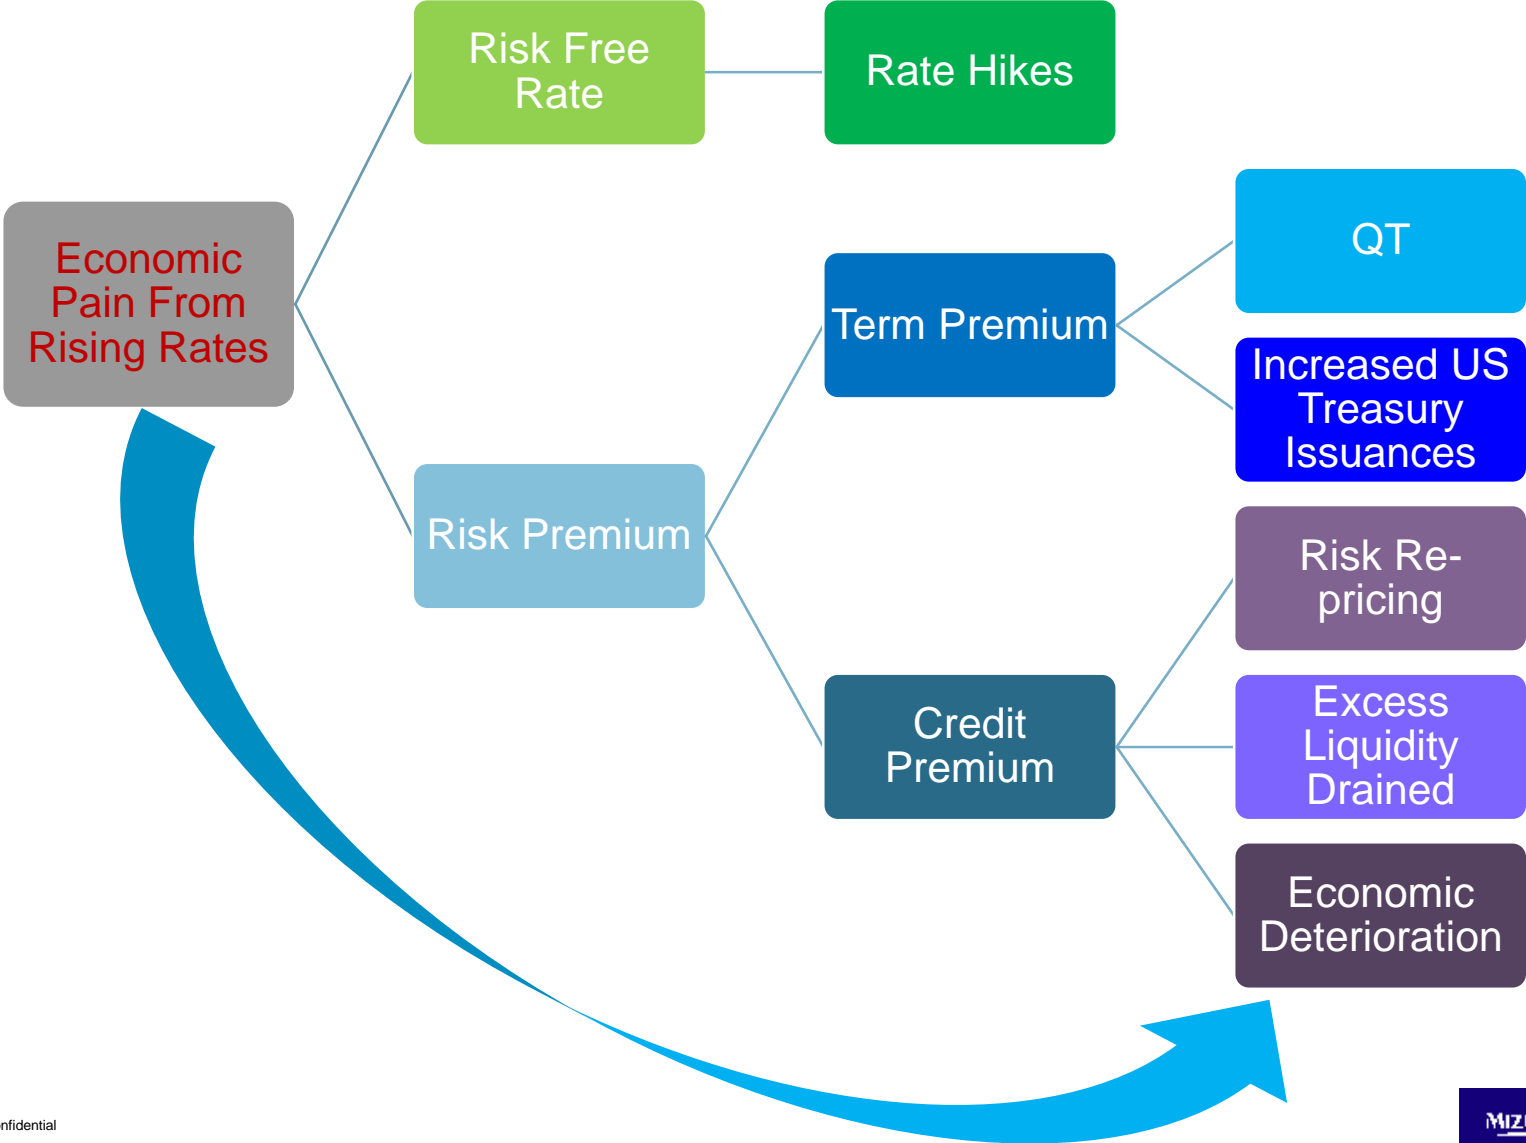 Risk Free
Rate
Rate Hikes
Economic
Pain From
Rising Rates
QT
Term Premium
Increased US
Treasury
Issuances
Risk Premium
Risk Re-
pricing
Credit
Premium
Excess
Liquidity
Drained
Economic
Deterioration